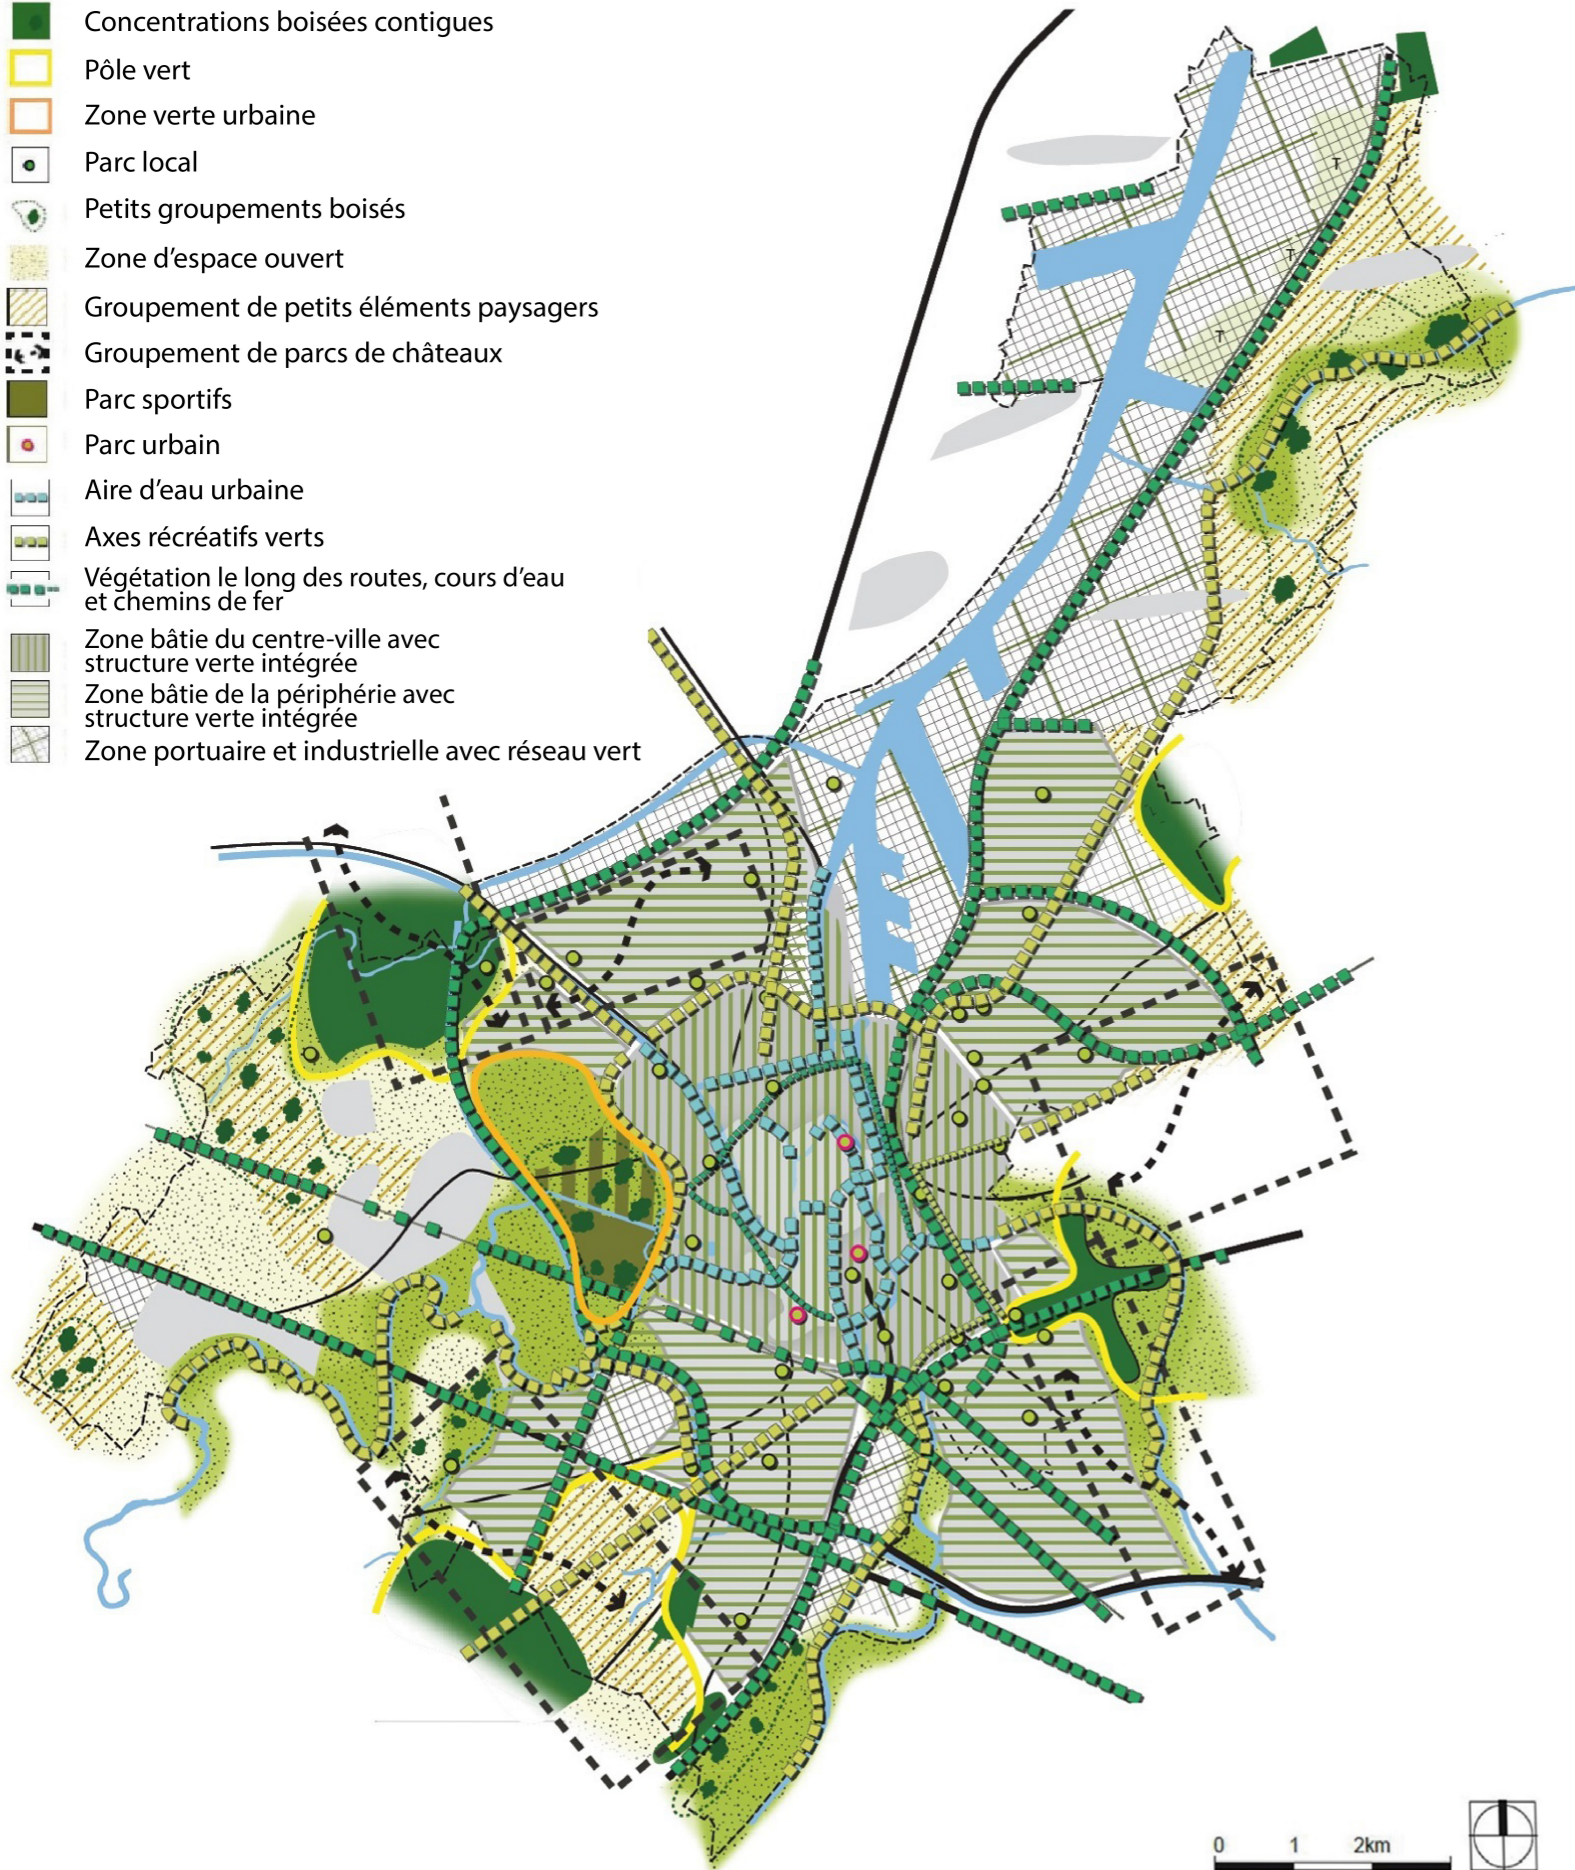 Concentrations boisées contigues
Pôle vert
Zone verte urbaine
Parc local
Petits groupements boisés
Zone d'espace ouvert
Groupement de petits éléments paysagers
Groupement de parcs de châteaux
Parc sportifs
Parc urbain
Aire d'eau urbaine
Axes récréatifs verts
Végétation le long des routes, cours d'eau
et chemins de fer
Zone bâtie du centre-ville avec
structure verte intégrée
Zone bâtie de la périphérie avec
structure verte intégrée
Zone portuaire et industrielle avec réseau vert
T
T
T
0 1 2km